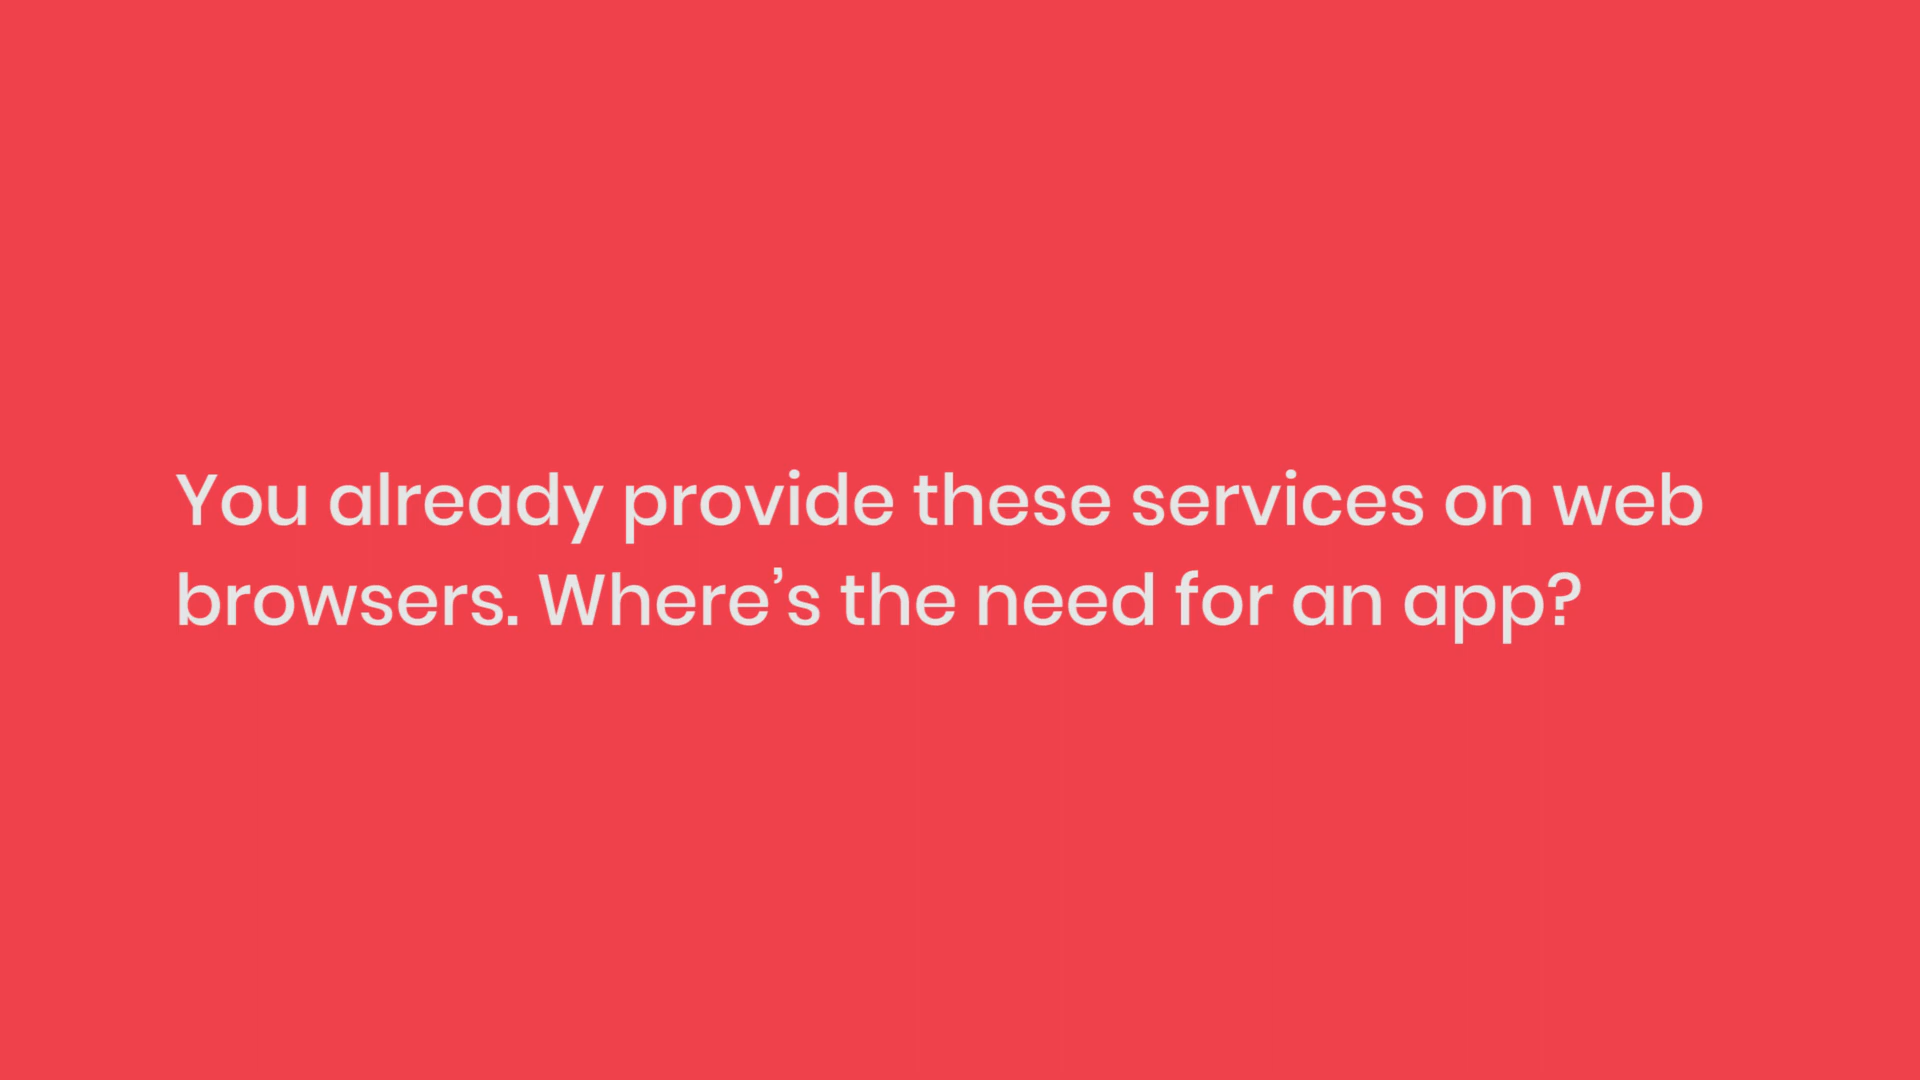 You already provide these services on web
browsers. Where’s the need for an app?